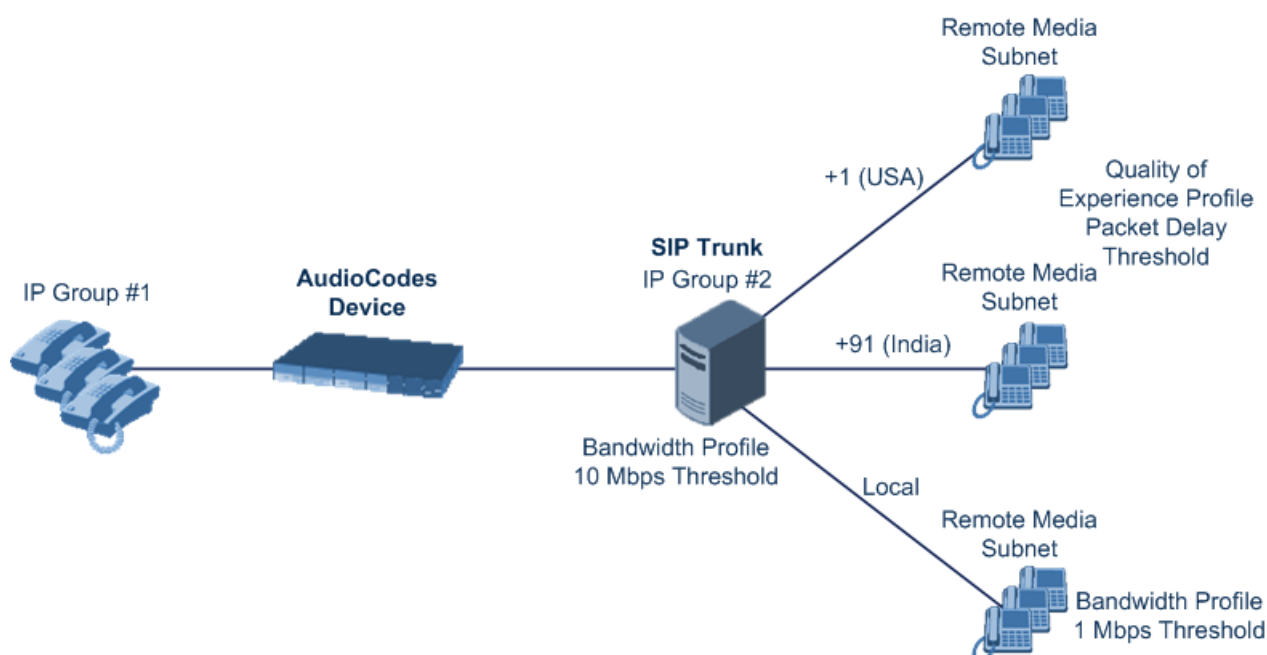 Remote Media
Subnet
+1 (USA)
Quality of
Experience Profile
Packet Delay
Threshold
SIP Trunk
IP Group #2
AudioCodes
Device
IP Group #1
Remote Media
Subnet
+91 (India)
Bandwidth Profile
10 Mbps Threshold
Local
Remote Media
Subnet
Bandwidth Profile
1 Mbps Threshold